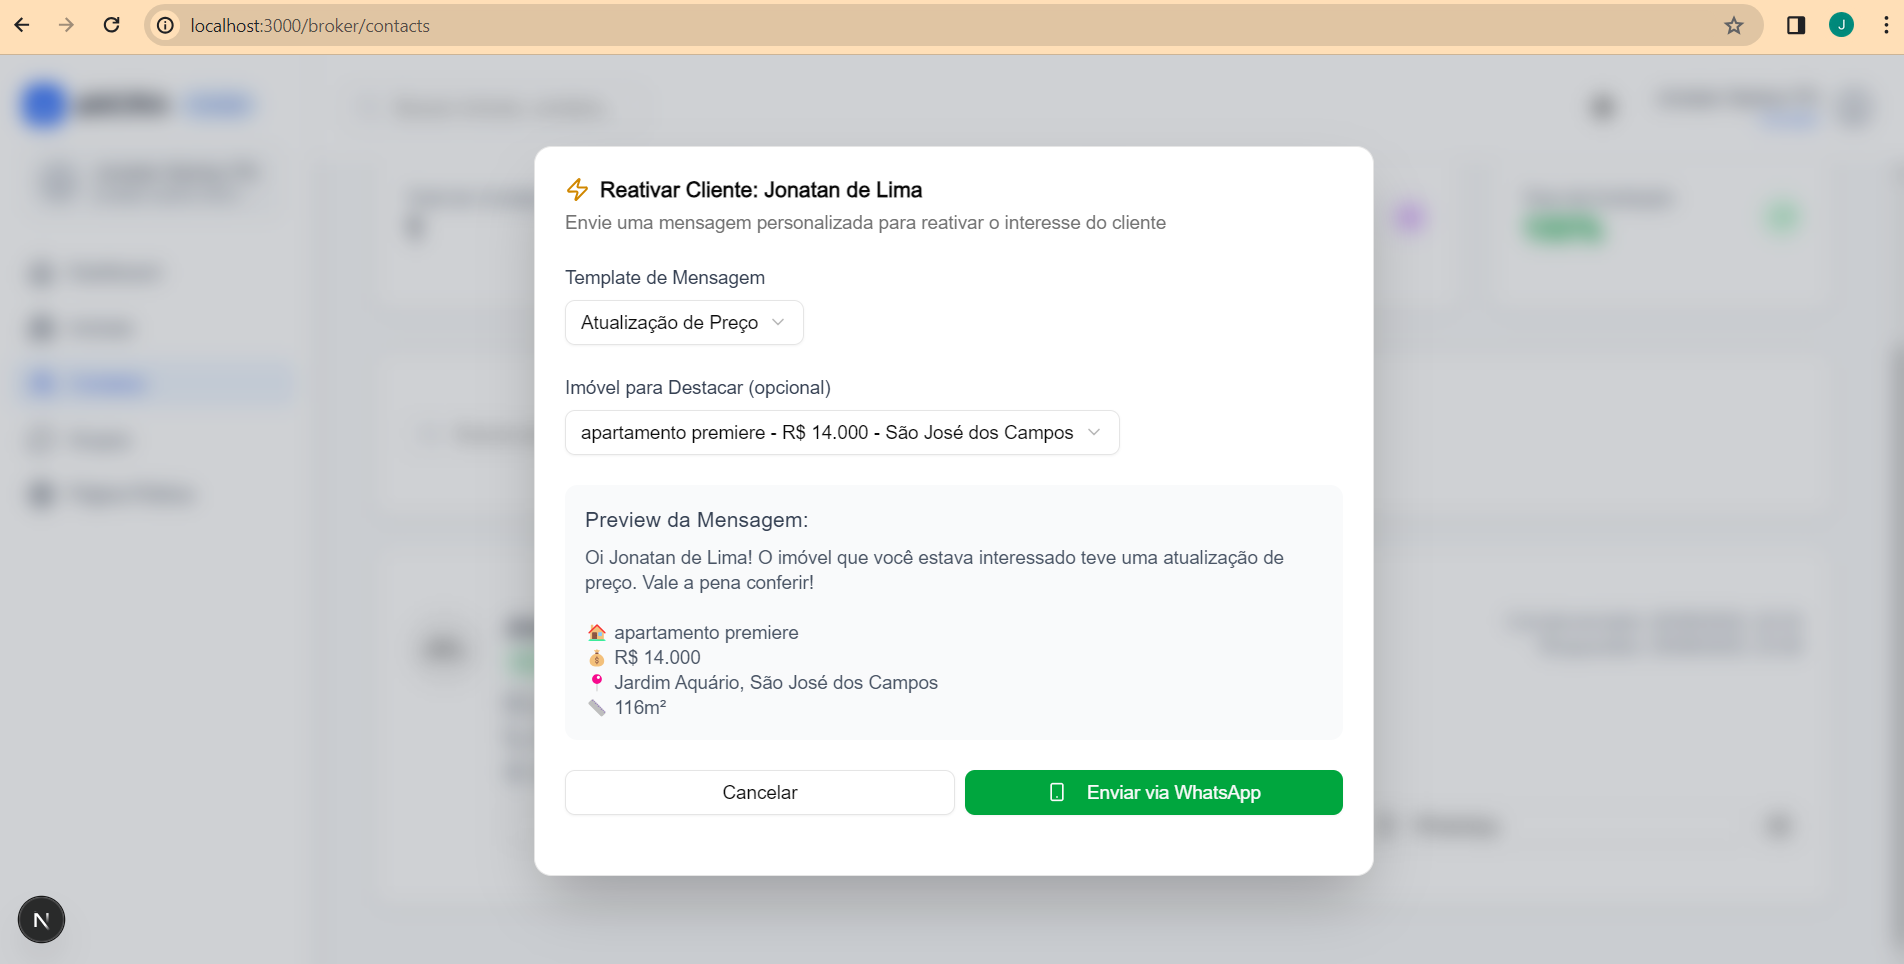 localhost:3000/broker/contacts
J
Reativar Cliente: Jonatan de Lima
Envie uma mensagem personalizada para reativar o interesse do cliente
Template de Mensagem
Atualização de Preço
Imóvel para Destacar (opcional)
apartamento premiere - R$ 14.000 - São José dos Campos
Preview da Mensagem:
Oi Jonatan de Lima! O imóvel que você estava interessado teve uma atualização de
preço. Vale a pena conferir!
🏠 apartamento premiere
💰 R$ 14.000
📍 Jardim Aquário, São José dos Campos
📏 116m²
Cancelar
Enviar via WhatsApp
N